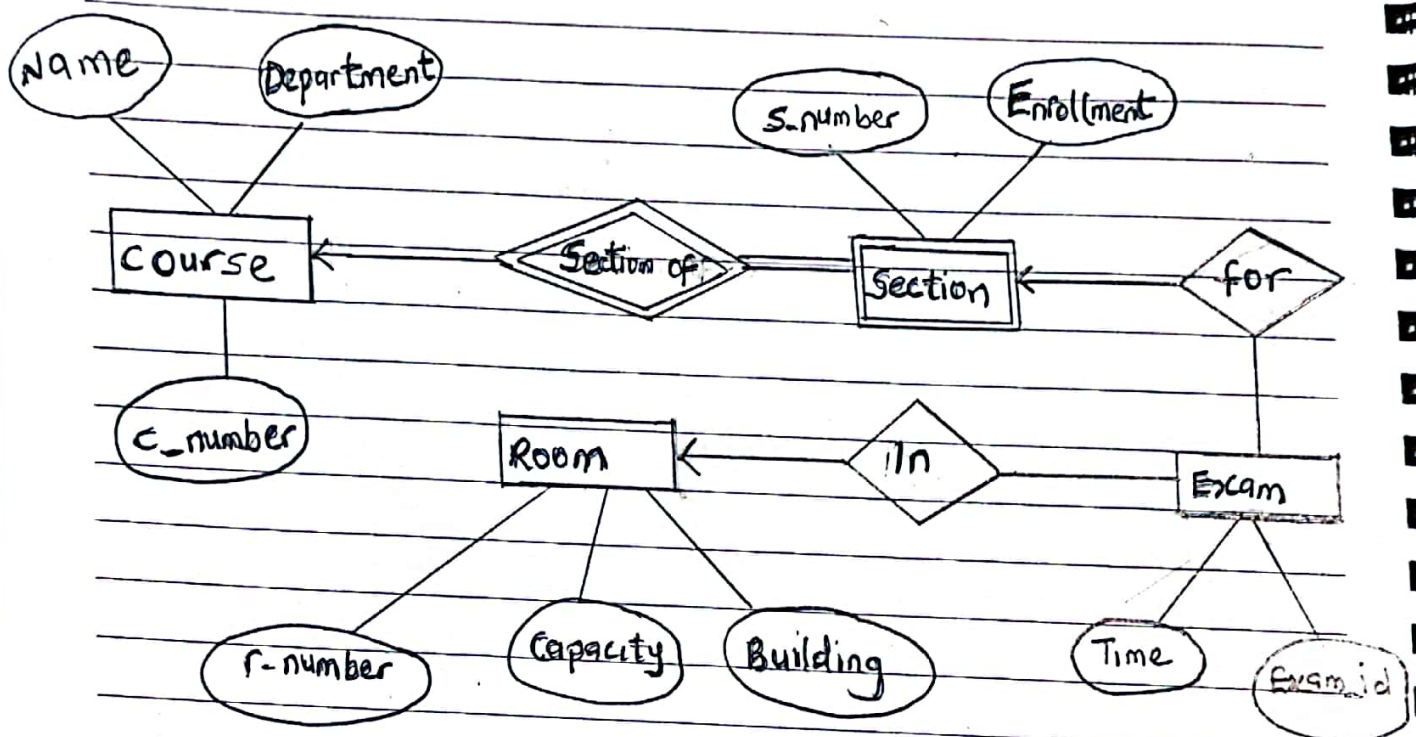 Name
Department
S_number
Enrollment
Course
Section of
Section
for
C_number
Room
In
Exam
r-number
Capacity
Building
Time
Exam_id